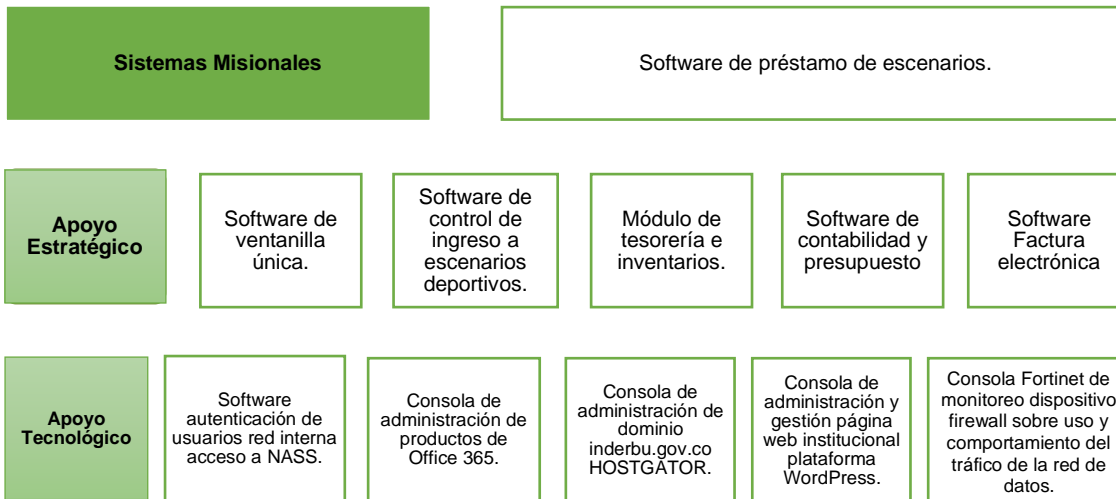 Sistemas Misionales
Software de préstamo de escenarios.
Apoyo
Estratégico
Software de
ventanilla
única.
Software de
control de
ingreso a
escenarios
deportivos.
Módulo de
tesorería e
inventarios.
Software de
contabilidad y
presupuesto
Software
Factura
electrónica
Apoyo
Tecnológico
Software
autenticación de
usuarios red interna
acceso a NASS.
Consola de
administración de
productos de
Office 365.
Consola de
administración de
dominio
inderbu.gov.co
HOSTGATOR.
Consola de
administración y
gestión página
web institucional
plataforma
WordPress.
Consola Fortinet de
monitoreo dispositivo
firewall sobre uso y
comportamiento del
tráfico de la red de
datos.